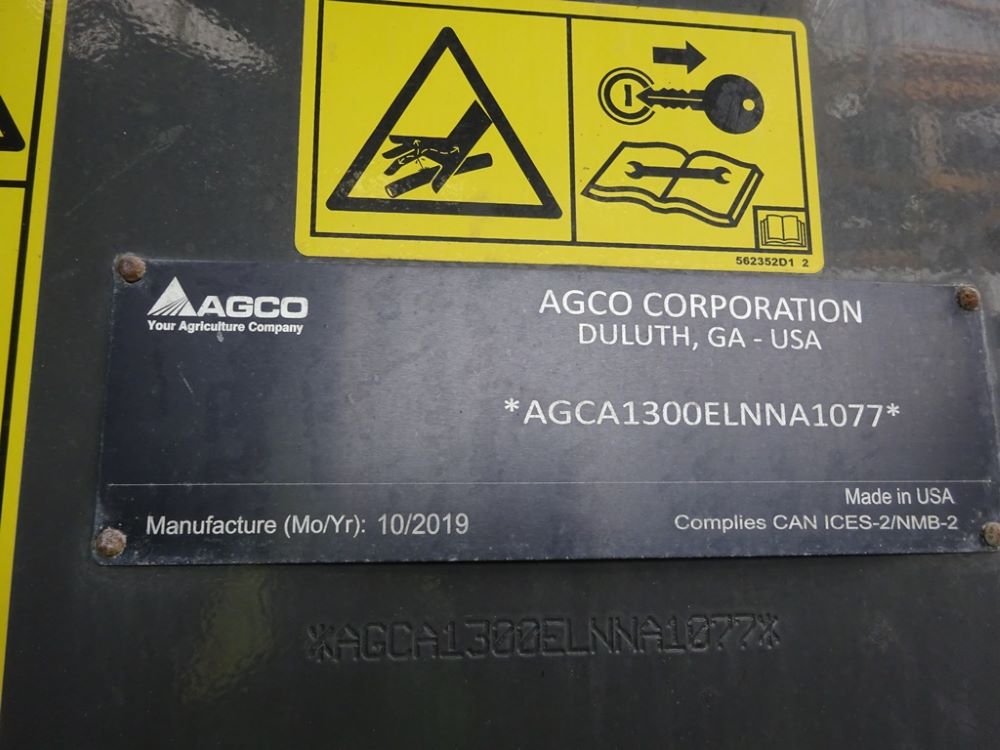 562352D1 2
AGCO
Your Agriculture Company
AGCO CORPORATION
DULUTH, GA - USA
*AGCA1300ELNNA1077*
Made in USA
Manufacture (Mo/Yr): 10/2019
Complies CAN ICES-2/NMB-2
*AGCA1300ELNNA1077*